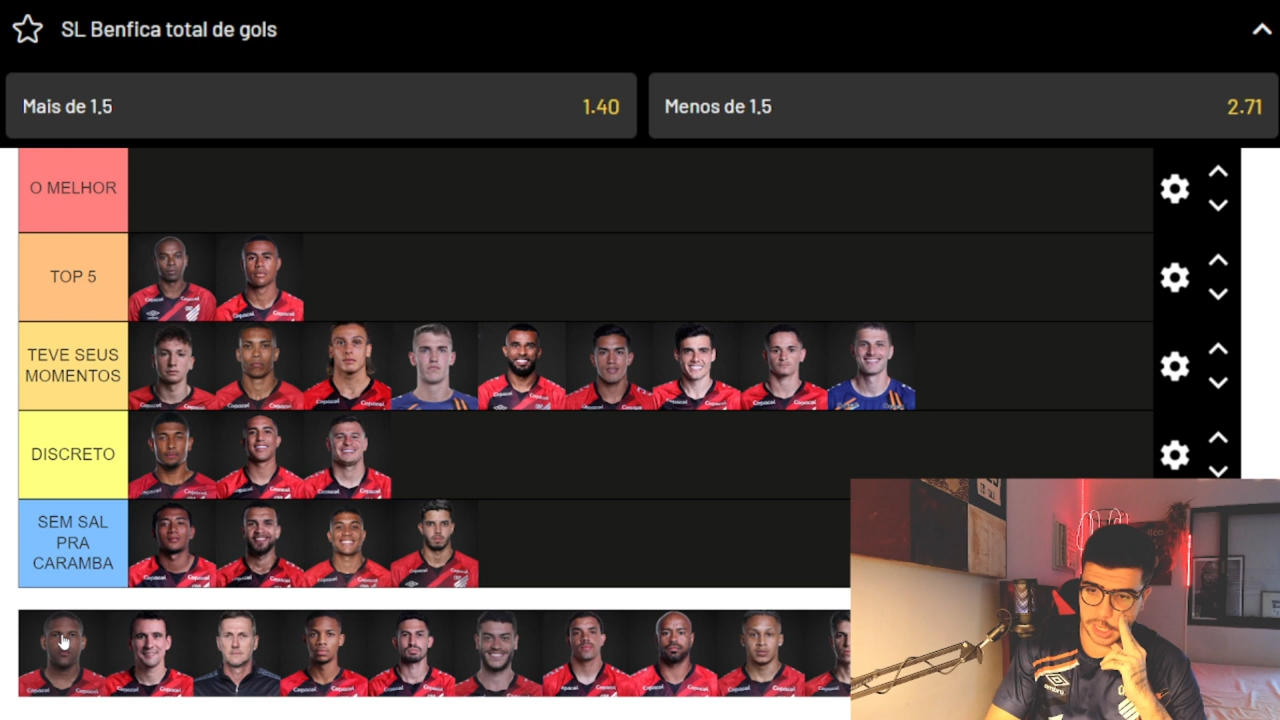 SL Benfica total de gols
Mais de 1.5
1.40
Menos de 1.5
2.71
O MELHOR
TOP 5
TEVE SEUS
MOMENTOS
DISCRETO
SEM SAL
PRA
CARAMBA